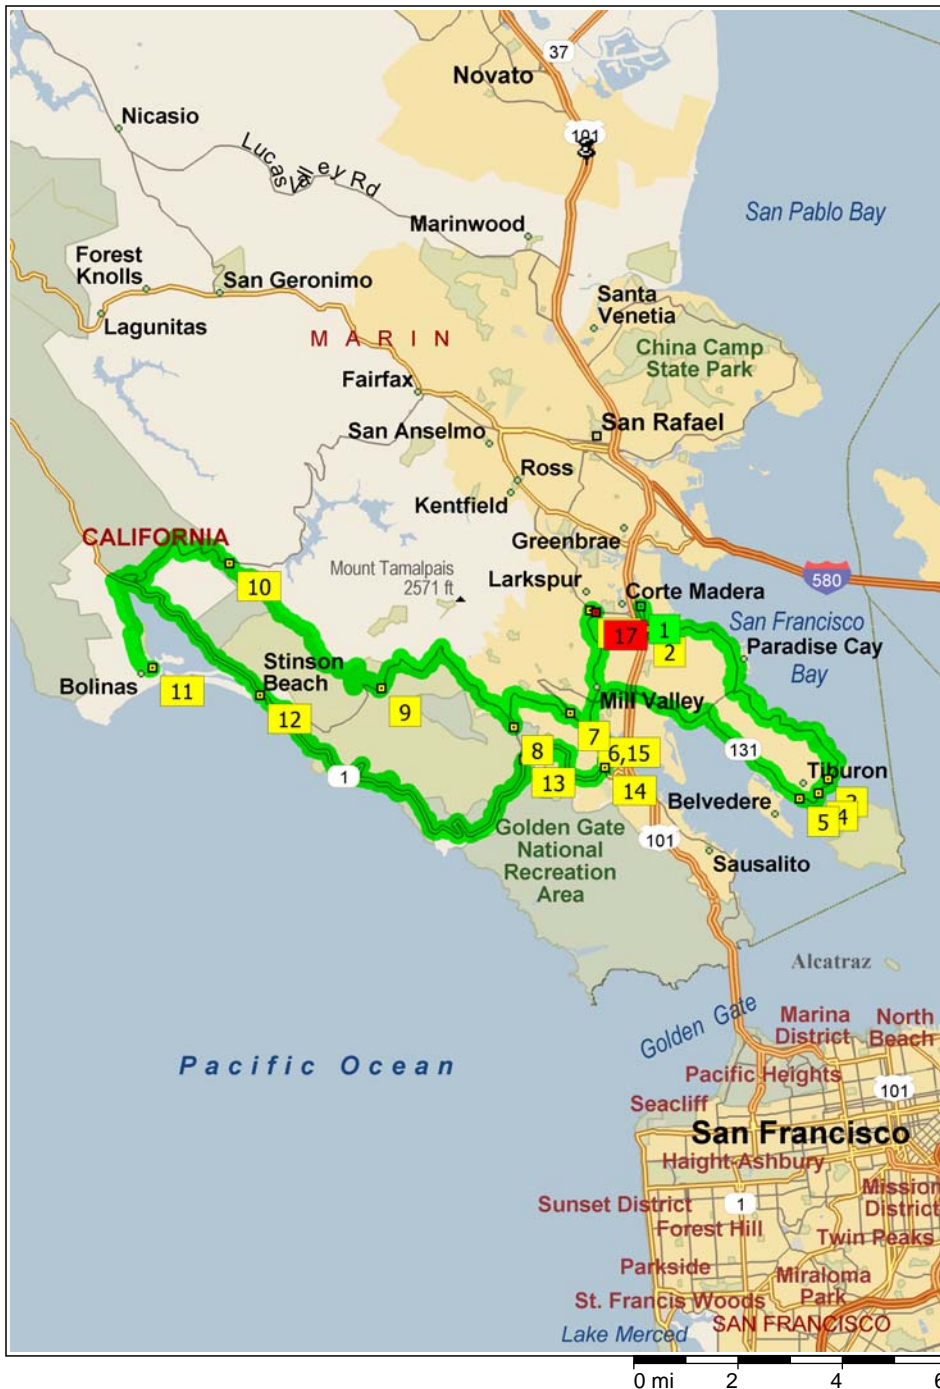 37
Novato
101
Nicasio
Lucas Valley Rd
San Pablo Bay
Marinwood
Forest
Knolls
San Geronimo
Santa
Venetia
Lagunitas
MARIN
China Camp
State Park
Fairfax
San Rafael
San Anselmo
Ross
Kentfield
CALIFORNIA
Greenbrae
Mount Tamalpais
2571 ft
Larkspur
580
10
Corte Madera
San Francisco
Bay
1
17
2
Paradise Cay
Stinson
Beach
Bolinas
11
12
9
Mill Valley
7
8
6,15
131
1
13
14
Tiburon
3
4
5
Belvedere
Golden Gate
National
Recreation
Area
101
Sausalito
Alcatraz
Golden Gate
Marina
District
North
Beach
Pacific Ocean
Pacific Heights
101
Seacliff
San Francisco
Haight-Ashbury
Mission
District
Sunset District
1
Forest Hill
Twin Peaks
Parkside
Miraloma
Park
St. Francis Woods
SAN FRANCISCO
Lake Merced
0 mi 2 4 6